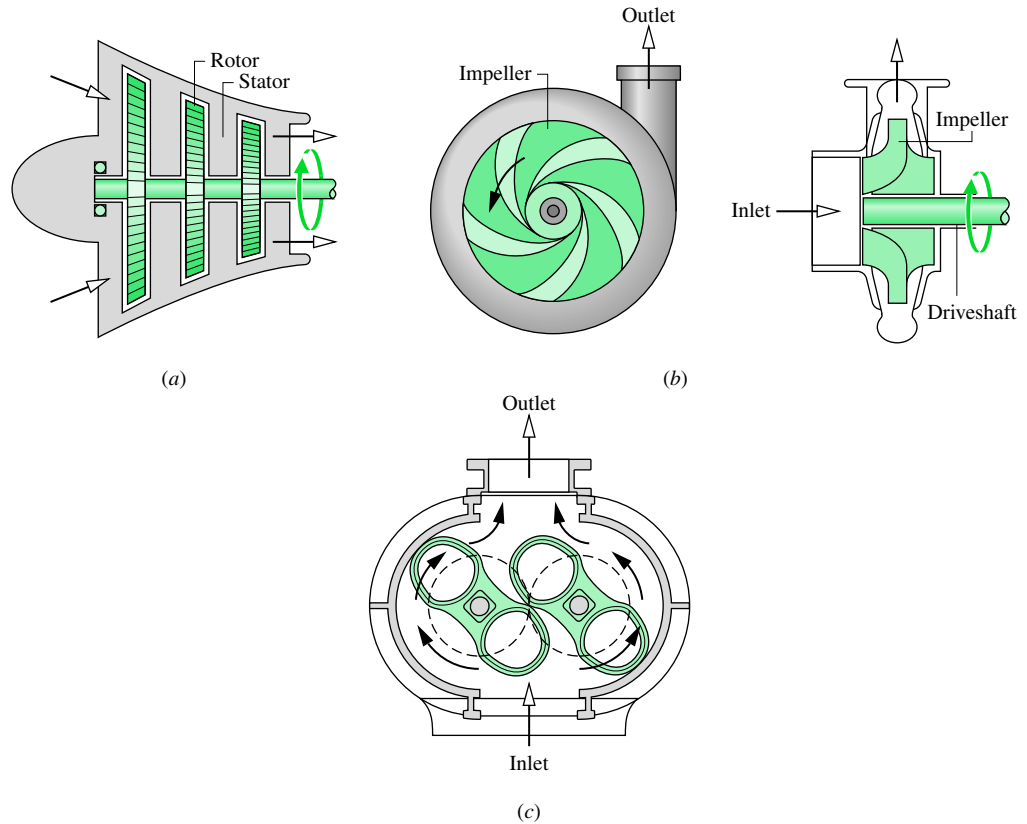 Rotor
Stator
(a)
Outlet
Impeller
Impeller
Inlet
Driveshaft
(b)
Outlet
Inlet
(c)